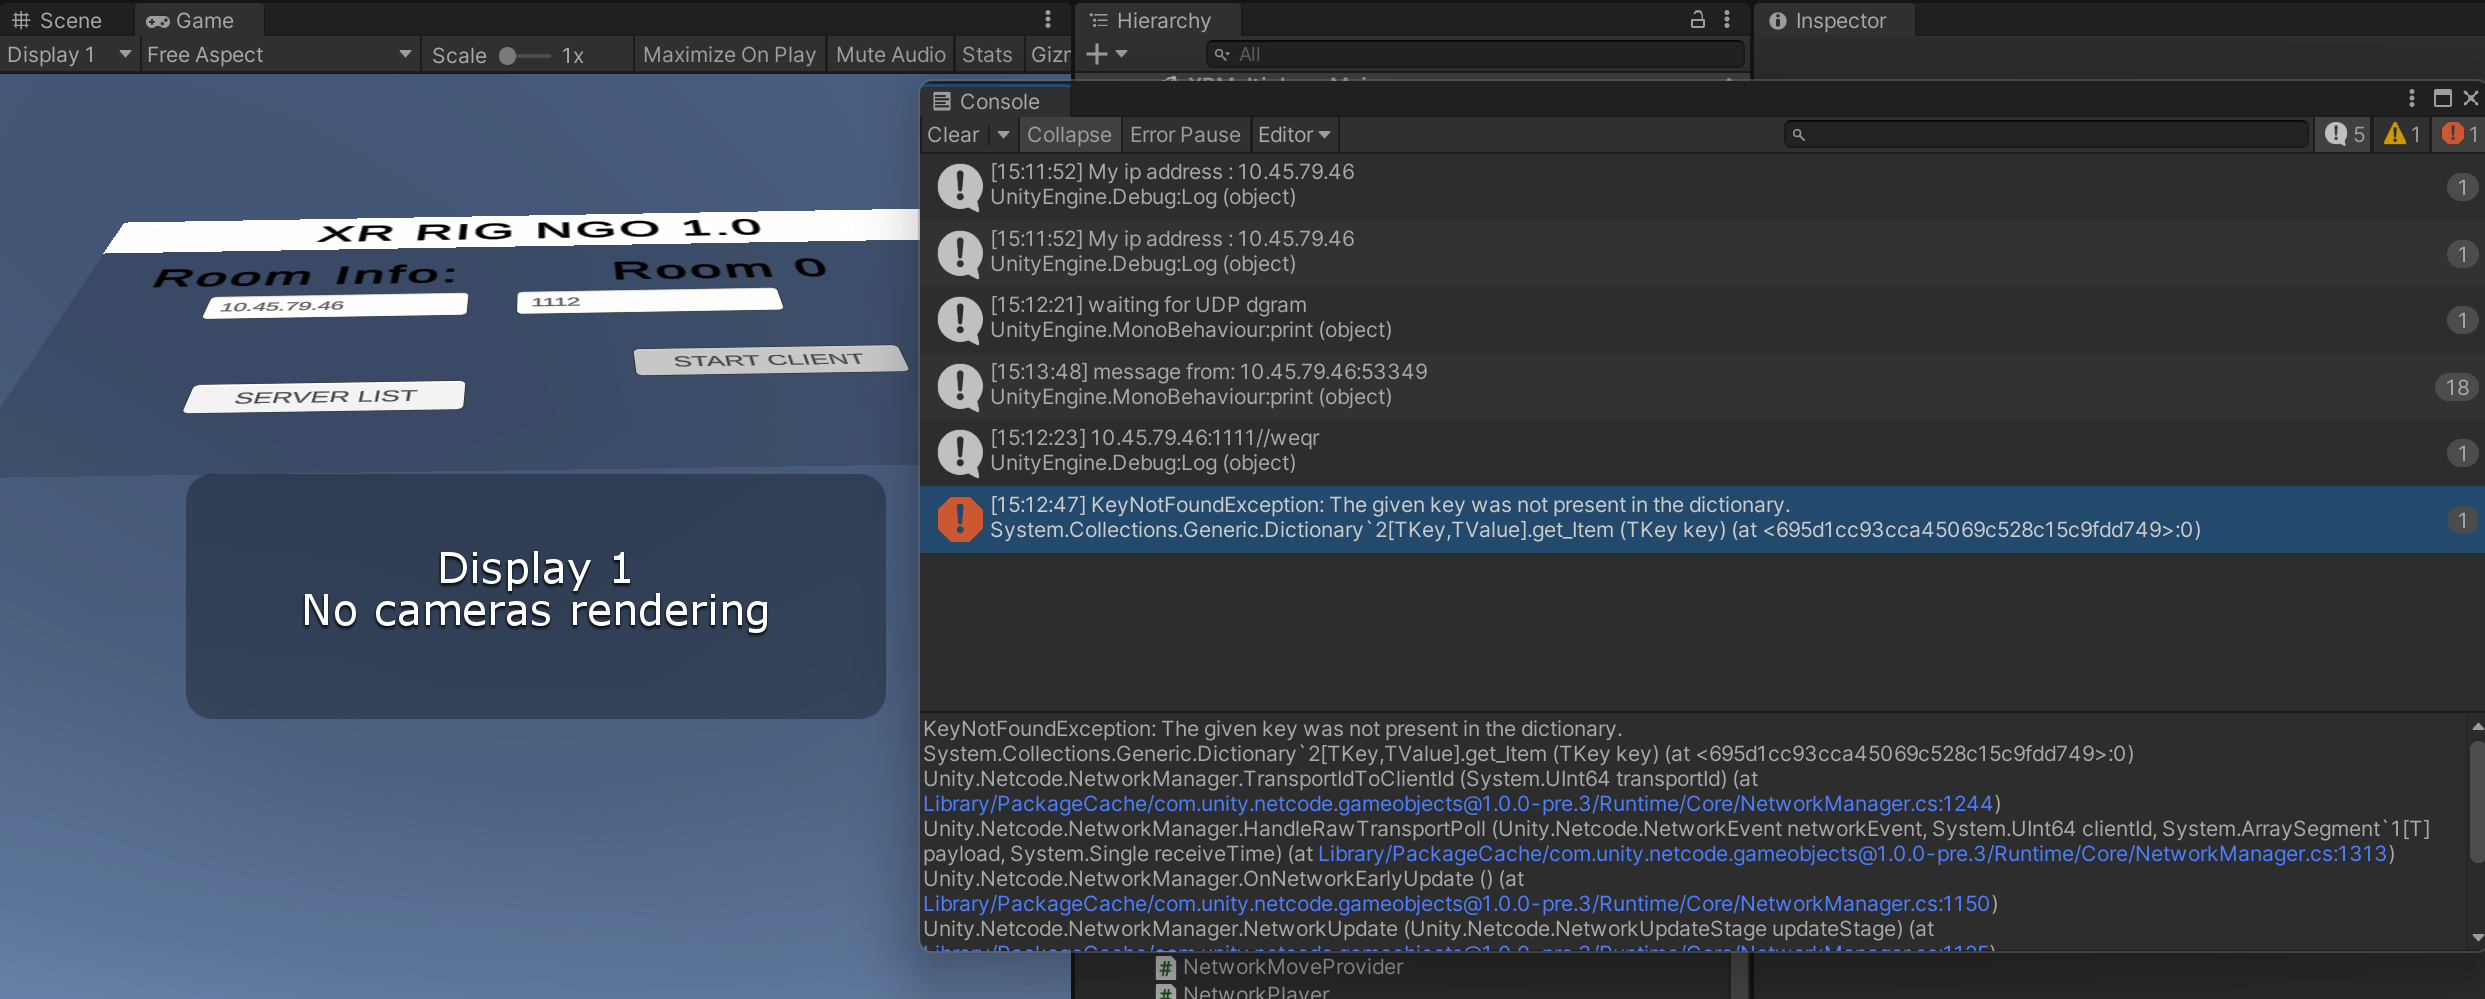 Scene
Game
Display 1
Free Aspect
Scale
1x
Maximize On Play
Mute Audio
Stats
Hierarchy
All
Inspector
XR RIG NGO 1.0
Room Info:
Room 0
10.45.79.46
1112
START CLIENT
SERVER LIST
Display 1
No cameras rendering
Console
Clear
Collapse
Error Pause
Editor
5
1
1
[15:11:52] My ip address : 10.45.79.46
UnityEngine.Debug:Log (object)
1
[15:11:52] My ip address : 10.45.79.46
UnityEngine.Debug:Log (object)
1
[15:12:21] waiting for UDP dgram
UnityEngine.MonoBehaviour:print (object)
1
[15:13:48] message from: 10.45.79.46:53349
UnityEngine.MonoBehaviour:print (object)
18
[15:12:23] 10.45.79.46:1111//weqr
UnityEngine.Debug:Log (object)
1
[15:12:47] KeyNotFoundException: The given key was not present in the dictionary.
System.Collections.Generic.Dictionary`2[TKey,TValue].get_Item (TKey key) (at <695d1cc93cca45069c528c15c9fdd749>:0)
1
KeyNotFoundException: The given key was not present in the dictionary.
System.Collections.Generic.Dictionary`2[TKey,TValue].get_Item (TKey key) (at <695d1cc93cca45069c528c15c9fdd749>:0)
Unity.Netcode.NetworkManager.TransportIdToClientId (System.UInt64 transportId) (at
Library/PackageCache/com.unity.netcode.gameobjects@1.0.0-pre.3/Runtime/Core/NetworkManager.cs:1244)
Unity.Netcode.NetworkManager.HandleRawTransportPoll (Unity.Netcode.NetworkEvent networkEvent, System.UInt64 clientId, System.ArraySegment`1[T]
payload, System.Single receiveTime) (at Library/PackageCache/com.unity.netcode.gameobjects@1.0.0-pre.3/Runtime/Core/NetworkManager.cs:1313)
Unity.Netcode.NetworkManager.OnNetworkEarlyUpdate () (at
Library/PackageCache/com.unity.netcode.gameobjects@1.0.0-pre.3/Runtime/Core/NetworkManager.cs:1150)
Unity.Netcode.NetworkManager.NetworkUpdate (Unity.Netcode.NetworkUpdateStage updateStage) (at
NetworkMoveProvider
NetworkPlayer